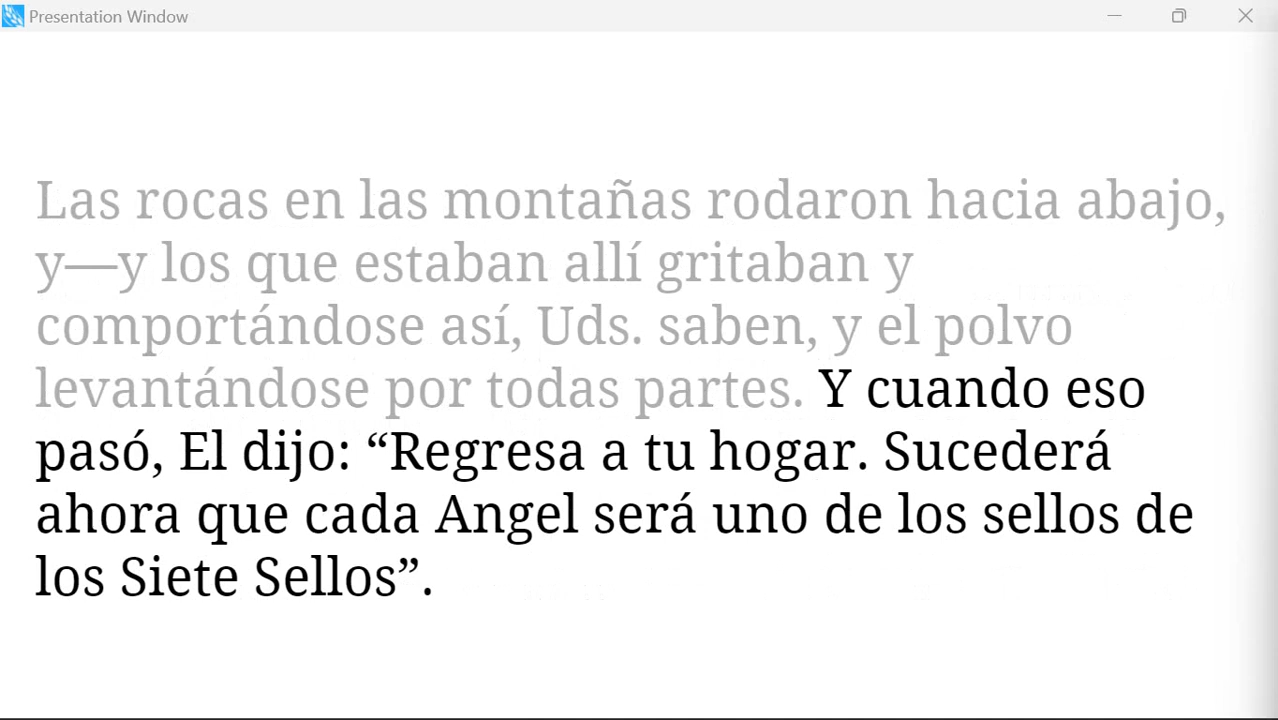 Presentation Window
Las rocas en las montañas rodaron hacia abajo,
y—y los que estaban allí gritaban y
comportándose así, Uds. saben, y el polvo
levantándose por todas partes. Y cuando eso
pasó, El dijo: “Regresa a tu hogar. Sucederá
ahora que cada Angel será uno de los sellos de
los Siete Sellos”.